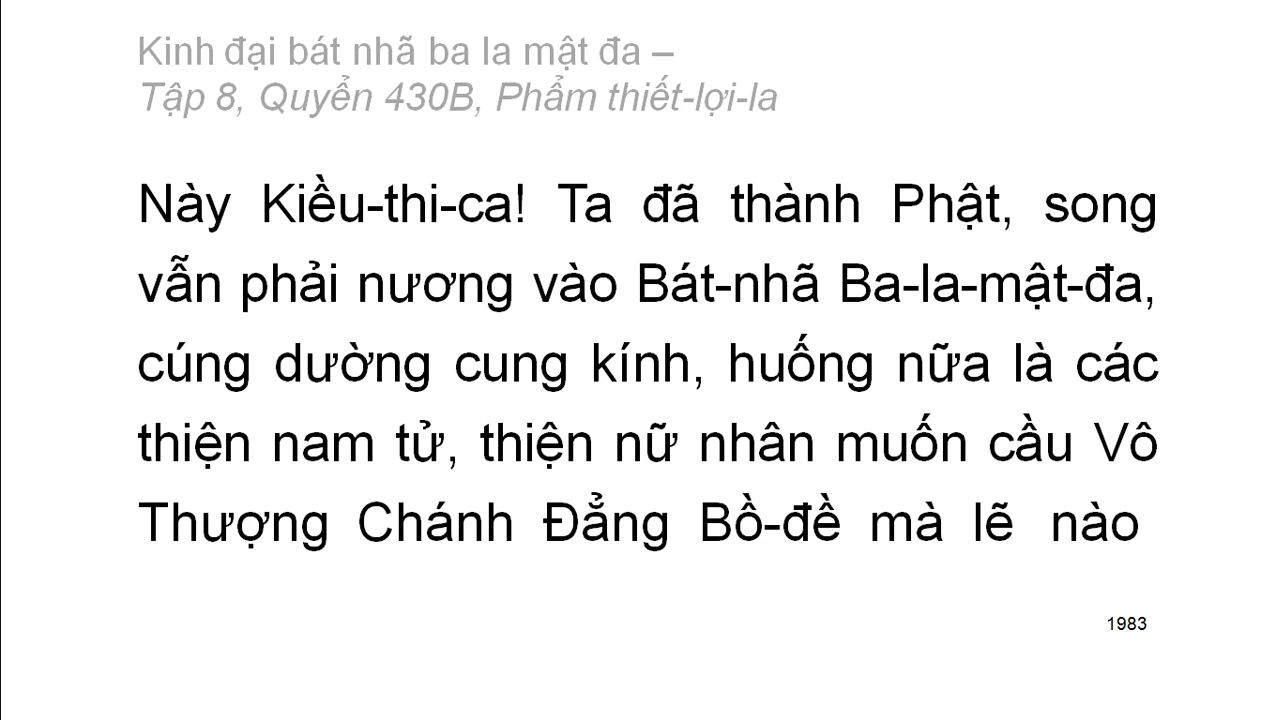 Kinh đại bát nhã ba la mật đa –
Tập 8, Quyển 430B, Phẩm thiết-lợi-la
Này Kiều-thi-ca! Ta đã thành Phật, song
vẫn phải nương vào Bát-nhã Ba-la-mật-đa,
cúng dường cung kính, huống nữa là các
thiện nam tử, thiện nữ nhân muốn cầu Vô
Thượng Chánh Đẳng Bồ-đề mà lẽ nào
1983